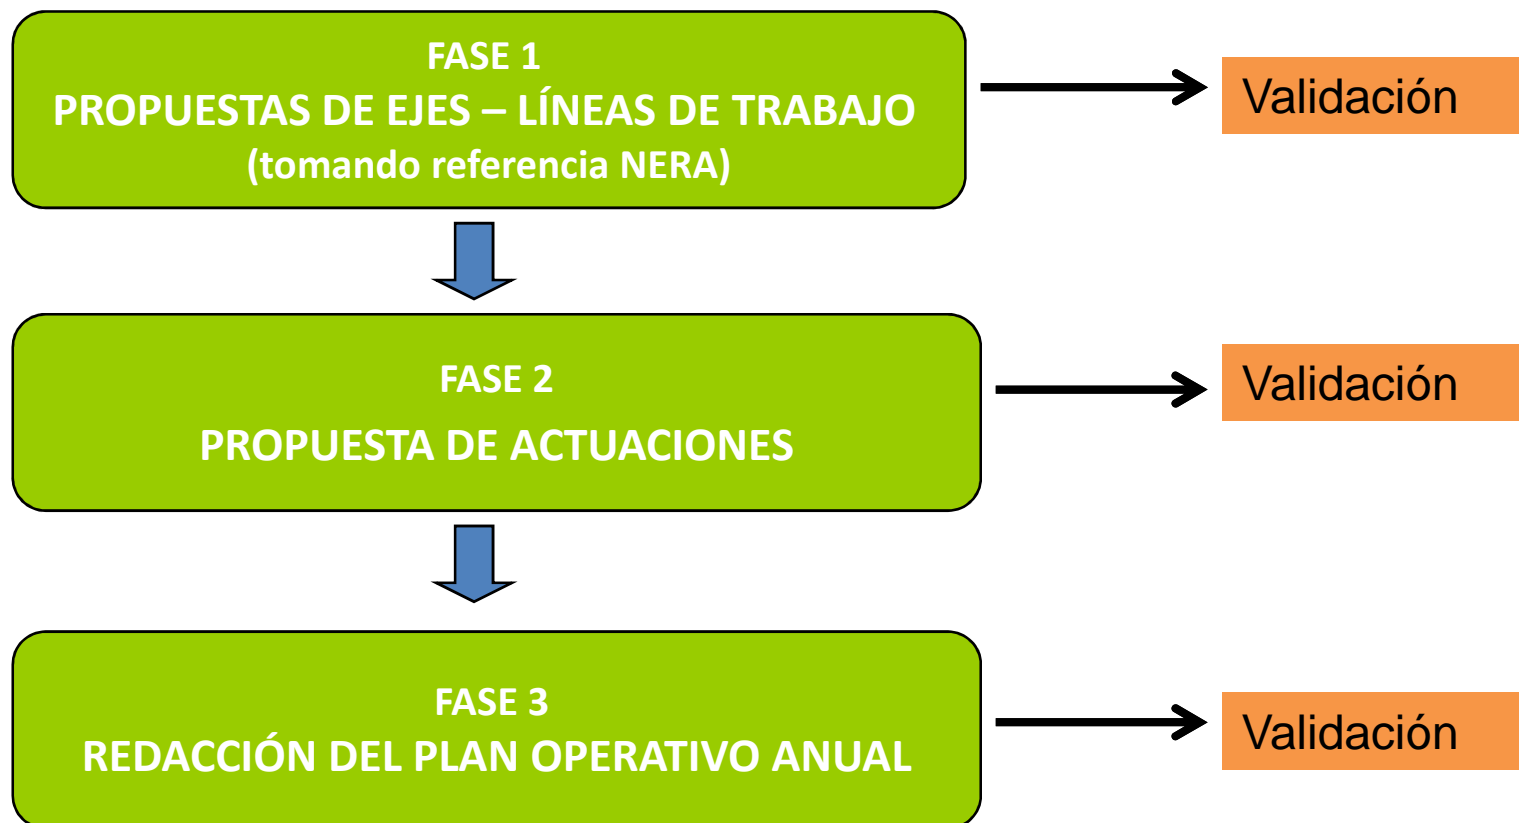 FASE 1
PROPUESTAS DE EJES – LÍNEAS DE TRABAJO
(tomando referencia NERA)
Validación
FASE 2
PROPUESTA DE ACTUACIONES
Validación
FASE 3
REDACCIÓN DEL PLAN OPERATIVO ANUAL
Validación